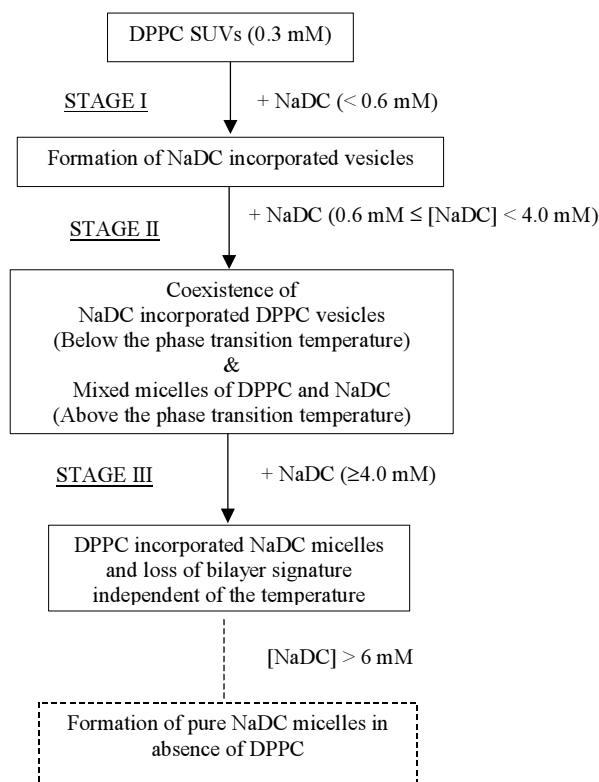 DPPC SUVs (0.3 mM)
STAGE I
+ NaDC (< 0.6 mM)
Formation of NaDC incorporated vesicles
STAGE II
+ NaDC (0.6 mM ≤ [NaDC] < 4.0 mM)
Coexistence of
NaDC incorporated DPPC vesicles
(Below the phase transition temperature)
&
Mixed micelles of DPPC and NaDC
(Above the phase transition temperature)
STAGE III
+ NaDC (≥4.0 mM)
DPPC incorporated NaDC micelles
and loss of bilayer signature
independent of the temperature
[NaDC] > 6 mM
Formation of pure NaDC micelles in
absence of DPPC